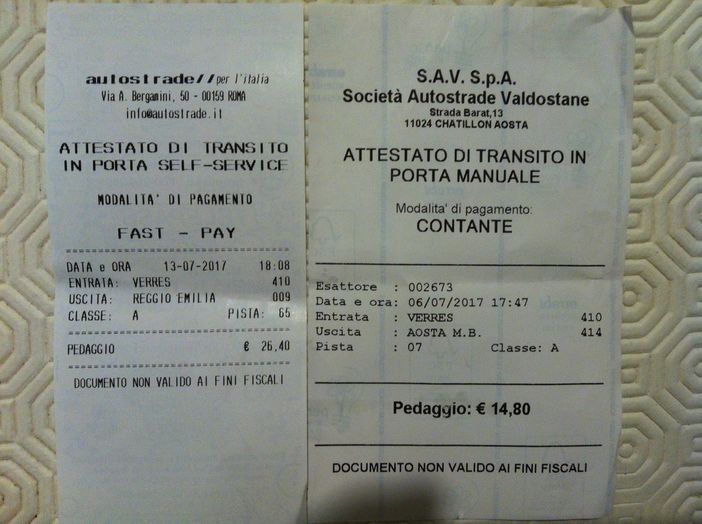 autostrade//per l'italia
Via A. Bergamini, 50 - 00159 ROMA
info@autostrade.it
ATTESTATO DI TRANSITO
IN PORTA SELF-SERVICE
MODALITA' DI PAGAMENTO
FAST - PAY
DATA e ORA 13-07-2017 18:08
ENTRATA: VERRES 410
USCITA: REGGIO EMILIA 009
CLASSE: A PISTA: 65
PEDAGGIO € 26,40
DOCUMENTO NON VALIDO AI FINI FISCALI
S.A.V. S.p.A.
Società Autostrade Valdostane
Strada Barat,13
11024 CHATILLON AOSTA
ATTESTATO DI TRANSITO IN
PORTA MANUALE
Modalita' di pagamento:
CONTANTE
Esattore : 002673
Data e ora: 06/07/2017 17:47
Entrata : VERRES 410
Uscita : AOSTA M.B. 414
Pista : 07 Classe: A
Pedaggio: € 14,80
DOCUMENTO NON VALIDO AI FINI FISCALI